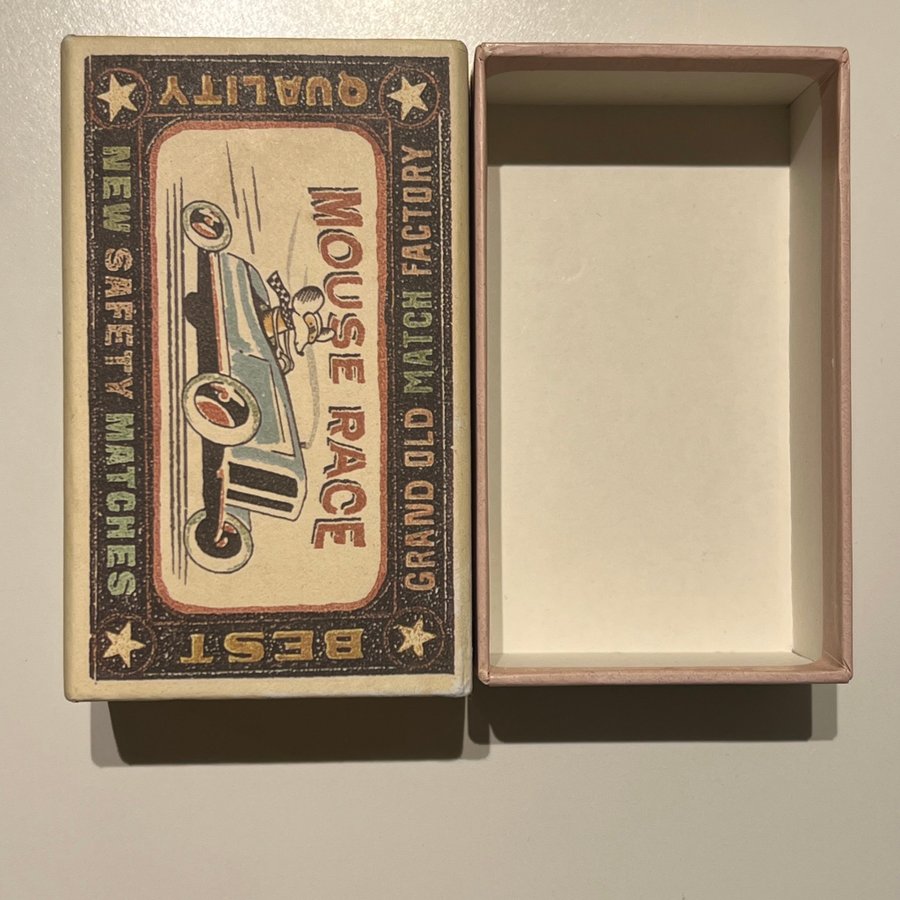 MOUSE RACE
GRAND OLD MATCH FACTORY
QUALITY
NEW SAFETY MATCHES
BEST